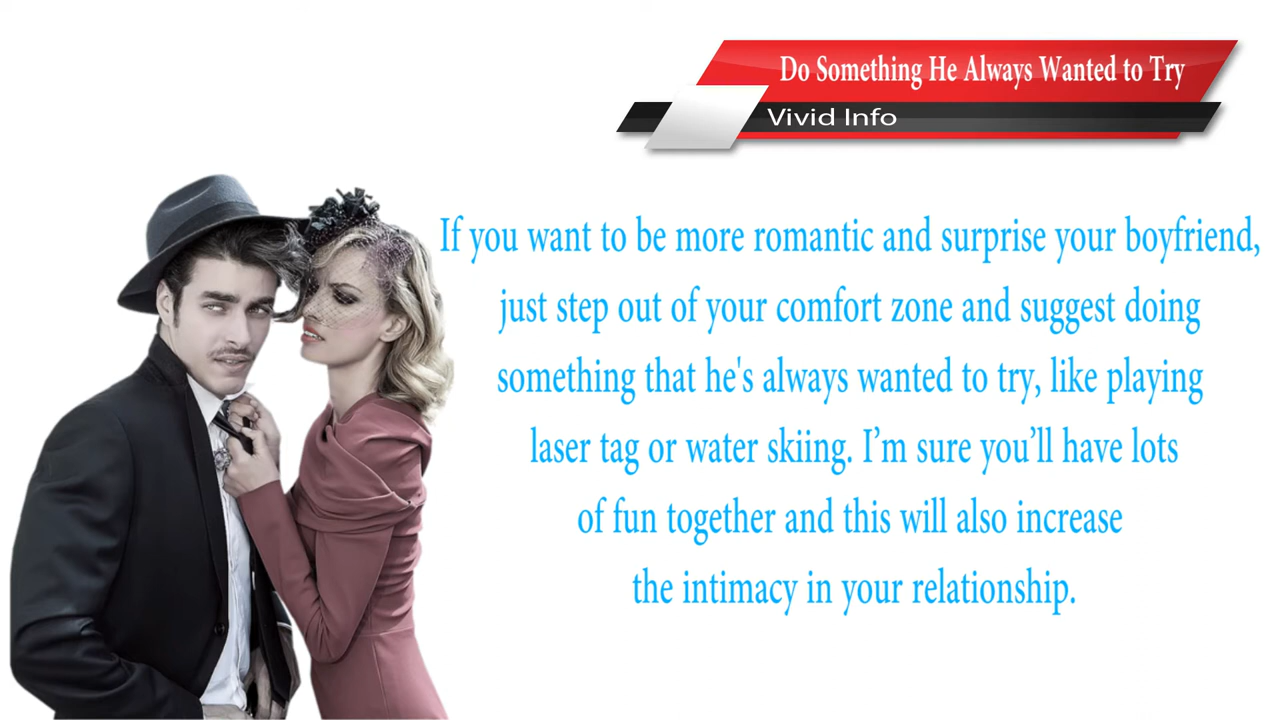 Do Something He Always Wanted to Try
Vivid Info
If you want to be more romantic and surprise your boyfriend,
just step out of your comfort zone and suggest doing
something that he's always wanted to try, like playing
laser tag or water skiing. I’m sure you’ll have lots
of fun together and this will also increase
the intimacy in your relationship.